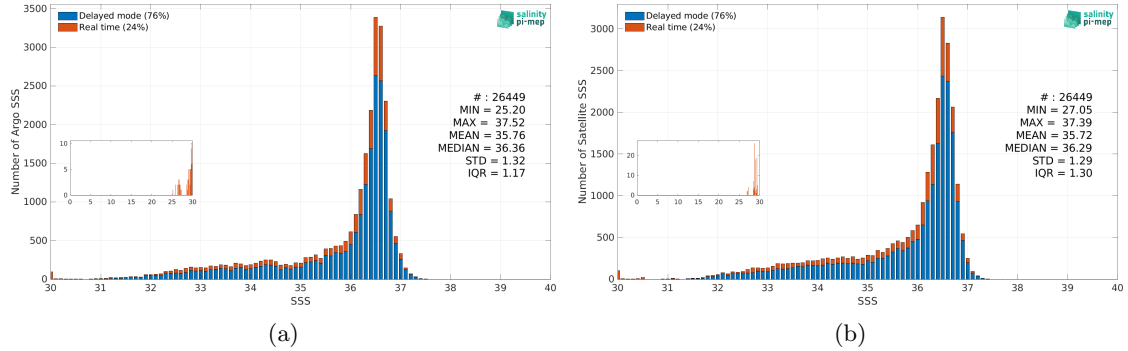 Delayed mode (76%)
Real time (24%)
salinity
pi-mep
Number of Argo SSS
3500
3000
2500
2000
1500
1000
500
0
# : 26449
MIN = 25.20
MAX = 37.52
MEAN = 35.76
MEDIAN = 36.36
STD = 1.32
IQR = 1.17
10
5
0
0 5 10 15 20 25 30
30 31 32 33 34 35 36 37 38 39 40
SSS
(a)
Delayed mode (76%)
Real time (24%)
salinity
pi-mep
Number of Satellite SSS
3000
2500
2000
1500
1000
500
0
# : 26449
MIN = 27.05
MAX = 37.39
MEAN = 35.72
MEDIAN = 36.29
STD = 1.29
IQR = 1.30
20
10
0
0 5 10 15 20 25 30
30 31 32 33 34 35 36 37 38 39 40
SSS
(b)